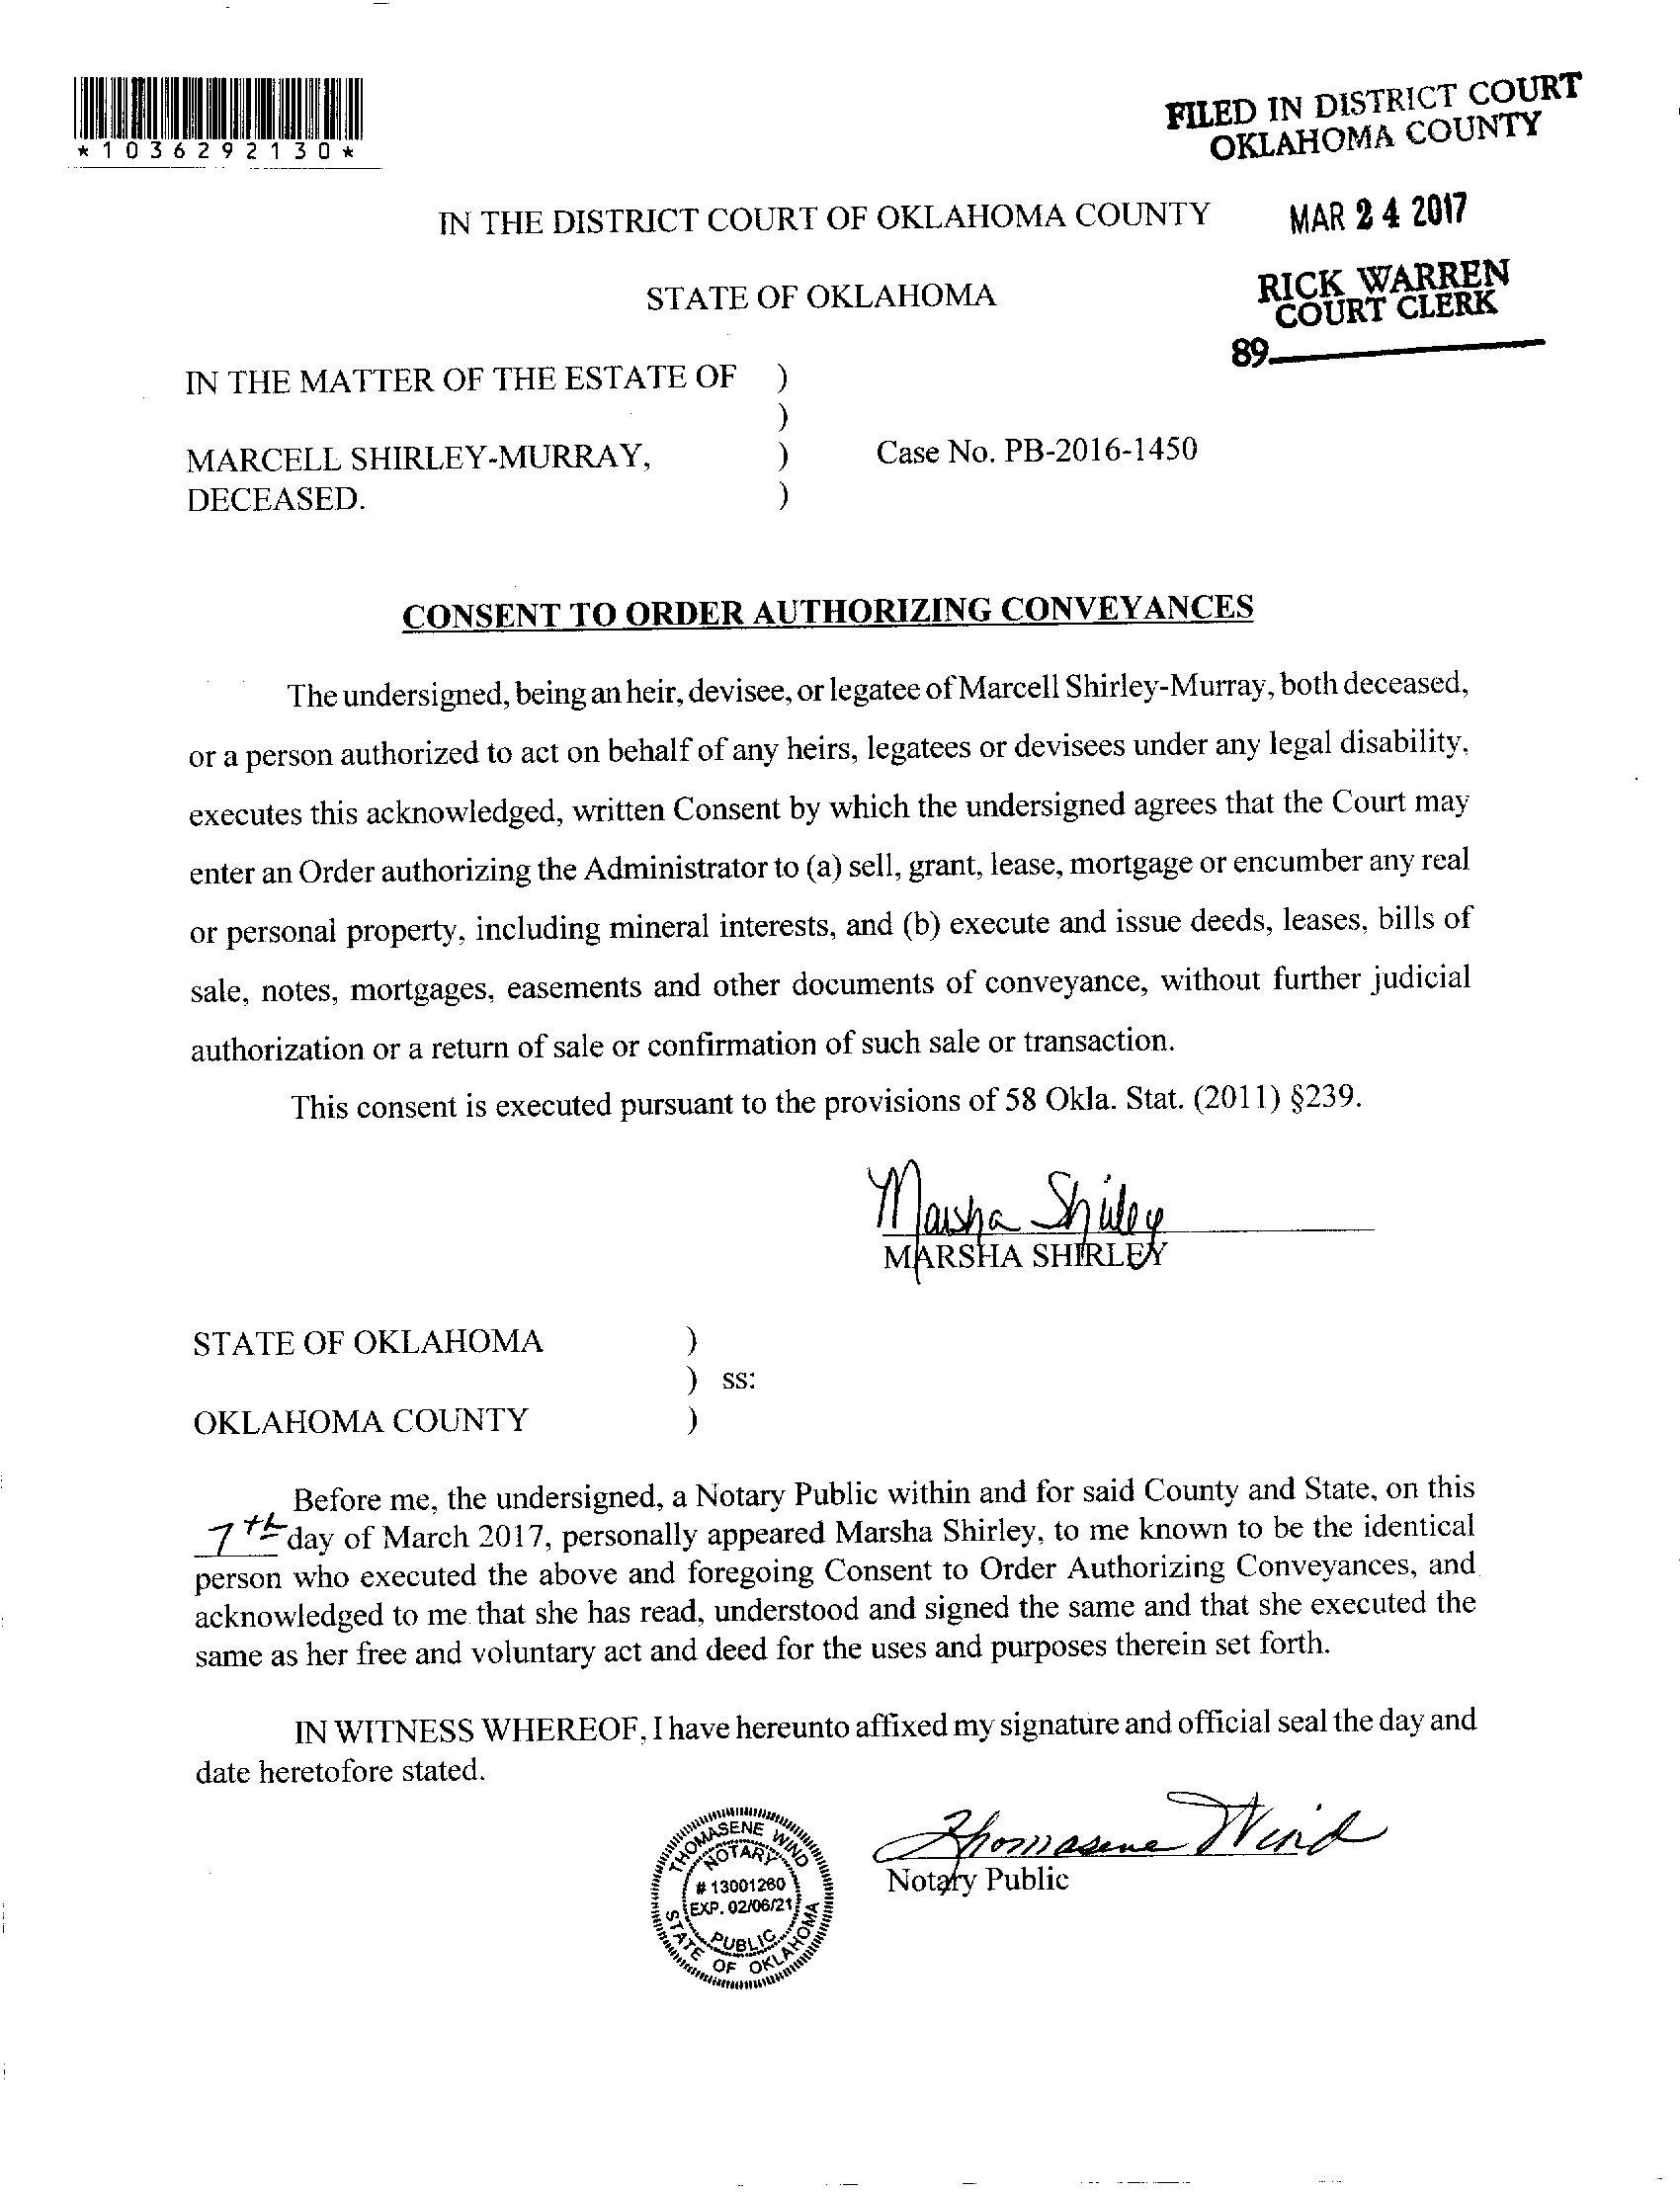 *1036292130*
FILED IN DISTRICT COURT
OKLAHOMA COUNTY
MAR 24 2017
RICK WARREN
COURT CLERK
89
IN THE DISTRICT COURT OF OKLAHOMA COUNTY
STATE OF OKLAHOMA
IN THE MATTER OF THE ESTATE OF )
)
MARCELL SHIRLEY-MURRAY, ) Case No. PB-2016-1450
DECEASED. )
CONSENT TO ORDER AUTHORIZING CONVEYANCES
The undersigned, being an heir, devisee, or legatee of Marcell Shirley-Murray, both deceased,
or a person authorized to act on behalf of any heirs, legatees or devisees under any legal disability,
executes this acknowledged, written Consent by which the undersigned agrees that the Court may
enter an Order authorizing the Administrator to (a) sell, grant, lease, mortgage or encumber any real
or personal property, including mineral interests, and (b) execute and issue deeds, leases, bills of
sale, notes, mortgages, easements and other documents of conveyance, without further judicial
authorization or a return of sale or confirmation of such sale or transaction.
This consent is executed pursuant to the provisions of 58 Okla. Stat. (2011) §239.
Marsha Shirley
MARSHA SHIRLEY
STATE OF OKLAHOMA )
) ss:
OKLAHOMA COUNTY )
Before me, the undersigned, a Notary Public within and for said County and State, on this
7th day of March 2017, personally appeared Marsha Shirley, to me known to be the identical
person who executed the above and foregoing Consent to Order Authorizing Conveyances, and
acknowledged to me that she has read, understood and signed the same and that she executed the
same as her free and voluntary act and deed for the uses and purposes therein set forth.
IN WITNESS WHEREOF, I have hereunto affixed my signature and official seal the day and
date heretofore stated.
Thomasene Wind
Notary Public
THOMASENE WIND
NOTARY
# 13001260
EXP. 02/06/21
PUBLIC
STATE OF OKLAHOMA